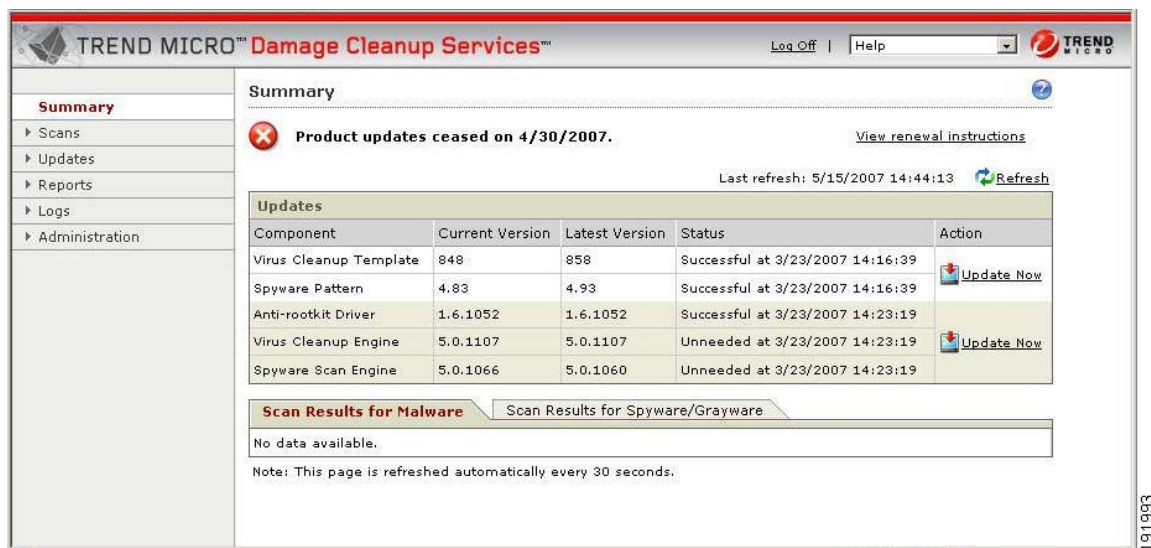 TREND MICRO™ Damage Cleanup Services™
Log Off | Help
TREND MICRO
Summary
Scans
Updates
Reports
Logs
Administration
Summary
Product updates ceased on 4/30/2007.
View renewal instructions
Last refresh: 5/15/2007 14:44:13 Refresh
Updates
Component Current Version Latest Version Status Action
Virus Cleanup Template 848 858 Successful at 3/23/2007 14:16:39
Update Now
Spyware Pattern 4.83 4.93 Successful at 3/23/2007 14:16:39
Anti-rootkit Driver 1.6.1052 1.6.1052 Successful at 3/23/2007 14:23:19
Virus Cleanup Engine 5.0.1107 5.0.1107 Unneeded at 3/23/2007 14:23:19 Update Now
Spyware Scan Engine 5.0.1066 5.0.1060 Unneeded at 3/23/2007 14:23:19
Scan Results for Malware Scan Results for Spyware/Grayware
No data available.
Note: This page is refreshed automatically every 30 seconds.
191993